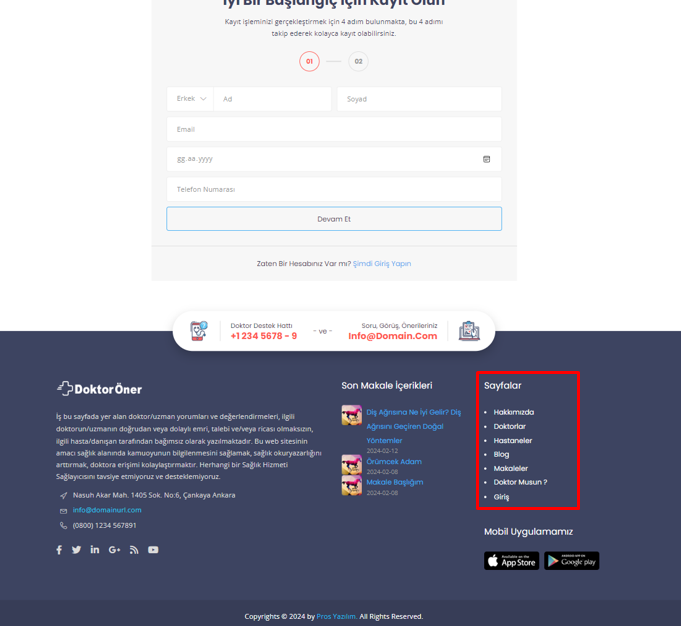 İyi Bir Başlangıç İçin Kayıt Olun
Kayıt işleminizi gerçekleştirmek için 4 adım bulunmakta, bu 4 adımı
takip ederek kolayca kayıt olabilirsiniz.
01
02
Erkek
Ad
Soyad
Email
gg.aa.yyyy
Telefon Numarası
Devam Et
Zaten Bir Hesabınız Var mı? Şimdi Giriş Yapın
Doktor Destek Hattı
+1 234 5678 - 9
- ve -
Soru, Görüş, Önerileriniz
Info@Domain.Com
DoktorÖner
İş bu sayfada yer alan doktor/uzman yorumları ve değerlendirmeleri, ilgili
doktorun/uzmanın doğrudan veya dolaylı emri, talebi ve/veya ricası olmaksızın,
ilgili hasta/danışan tarafından bağımsız olarak yazılmaktadır. Bu web sitesinin
amacı sağlık alanında kamuoyunun bilgilenmesini sağlamak, sağlık okuryazarlığını
arttırmak, doktora erişimi kolaylaştırmaktır. Herhangi bir Sağlık Hizmeti
Sağlayıcısını tavsiye etmiyoruz ve desteklemiyoruz.
Nasuh Akar Mah. 1405 Sok. No:6, Çankaya Ankara
info@domainurl.com
(0800) 1234 567891
Son Makale İçerikleri
Diş Ağrısına Ne İyi Gelir? Diş
Ağrısını Geçiren Doğal
Yöntemler
2024-02-12
Örümcek Adam
2024-02-08
Makale Başlığım
2024-02-08
Sayfalar
Hakkımızda
Doktorlar
Hastaneler
Blog
Makaleler
Doktor Musun ?
Giriş
Mobil Uygulamamız
Available on the
App Store
Google play
Copyrights © 2024 by Pros Yazılım. All Rights Reserved.